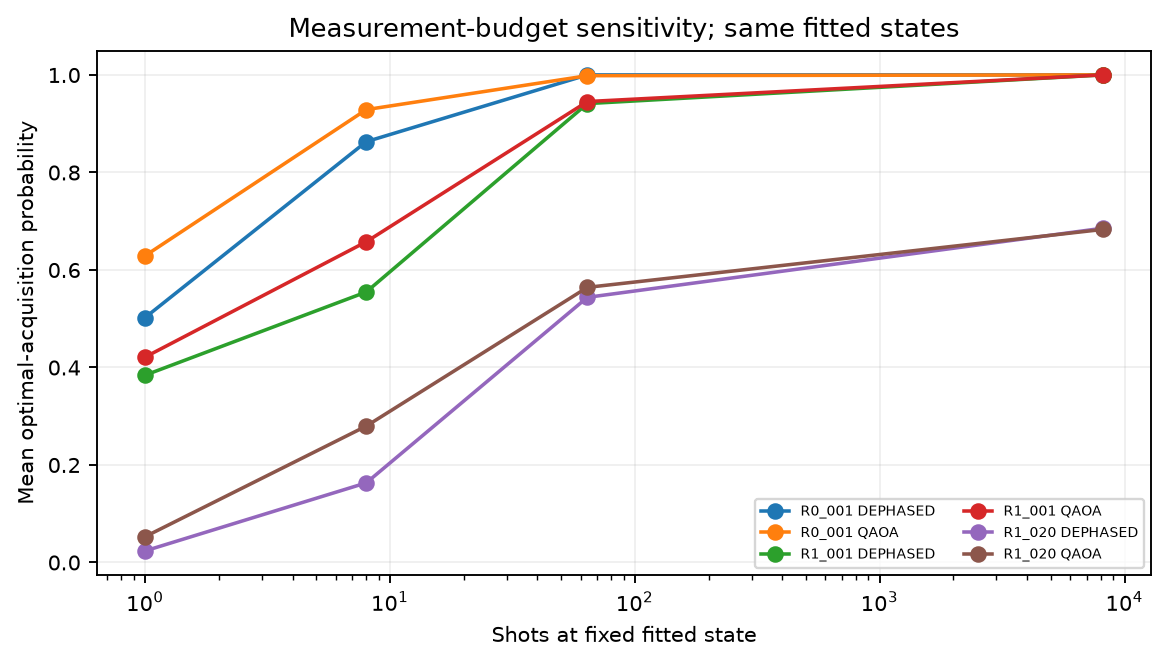 Measurement-budget sensitivity; same fitted states
Mean optimal-acquisition probability
1.0
0.8
0.6
0.4
0.2
0.0
R0_001 DEPHASED
R0_001 QAOA
R1_001 DEPHASED
R1_001 QAOA
R1_020 DEPHASED
R1_020 QAOA
10⁰ 10¹ 10² 10³ 10⁴
Shots at fixed fitted state